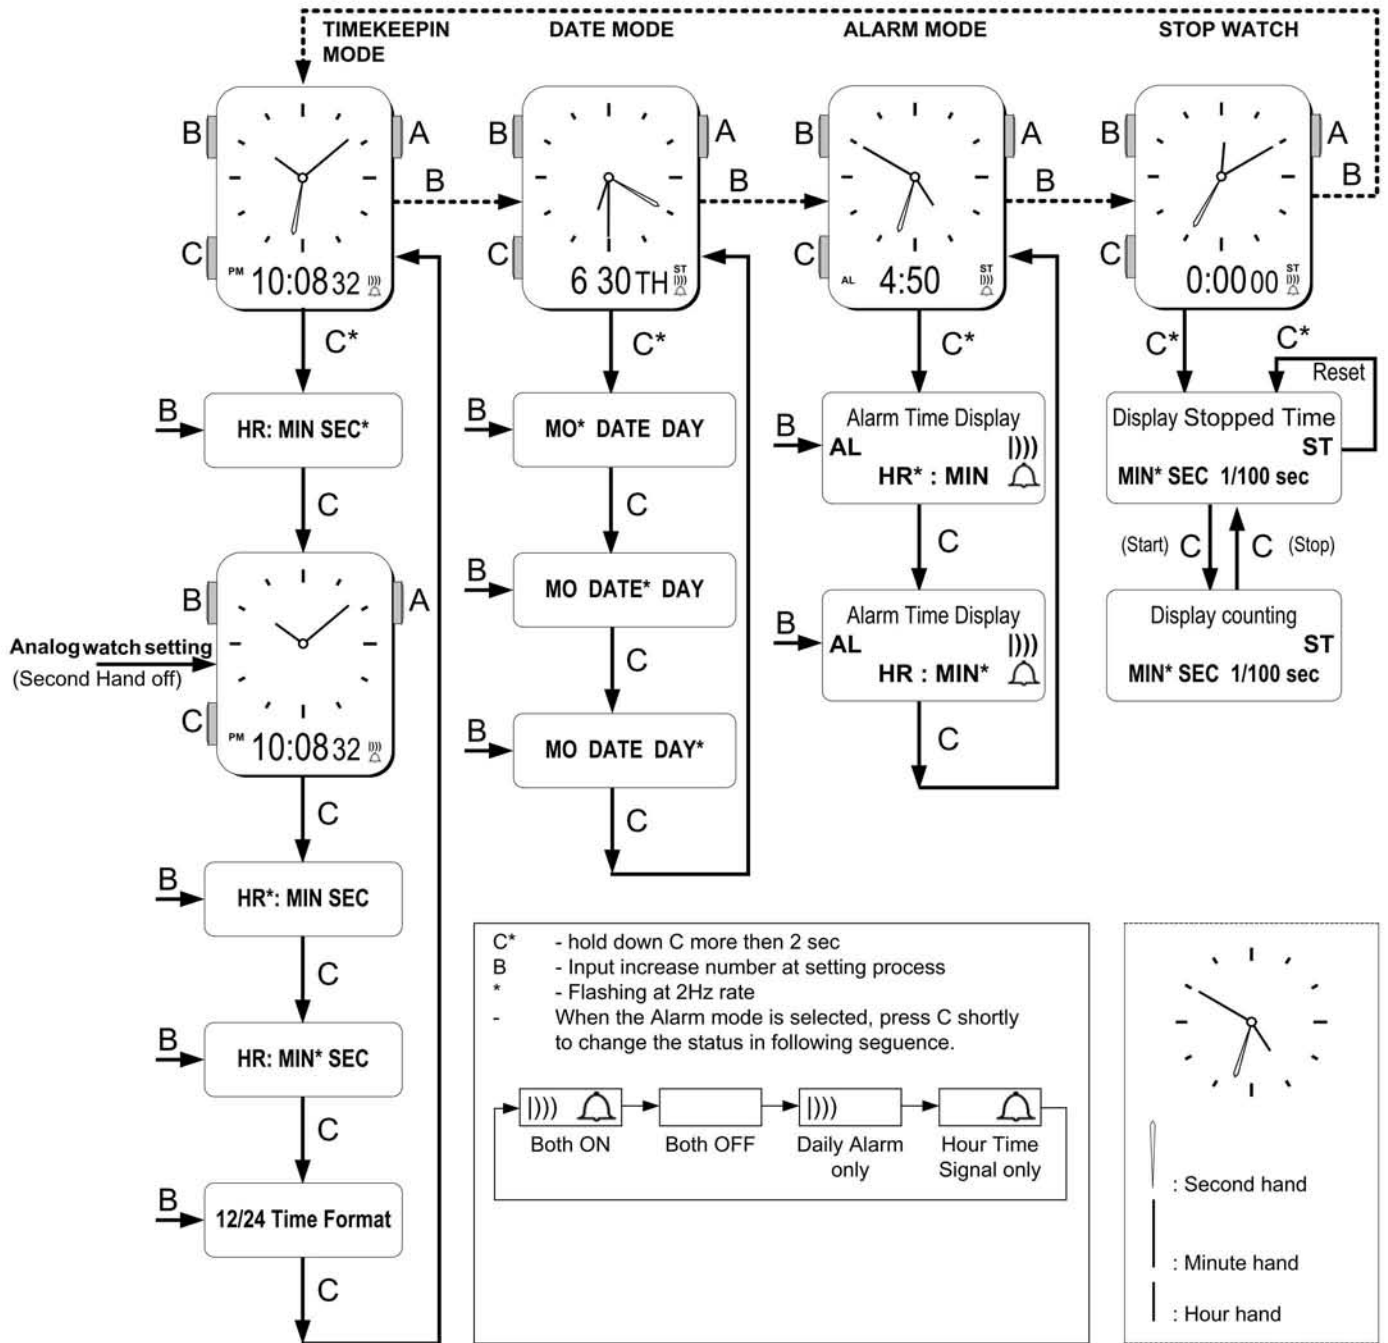 TIMEKEEPIN
MODE
DATE MODE
ALARM MODE
STOP WATCH
B
A
B
C
PM 10:08 32
B
A
B
C
6 30 TH ST
B
A
B
C
AL 4:50 ST
B
A
B
C
0:00 00 ST
C*
B
HR: MIN SEC*
C
B
A
Analog watch setting
(Second Hand off)
C
PM 10:08 32
C
B
HR*: MIN SEC
C
B
HR: MIN* SEC
C
B
12/24 Time Format
C
C*
B
MO* DATE DAY
C
B
MO DATE* DAY
C
B
MO DATE DAY*
C
C*
B
Alarm Time Display
AL
HR* : MIN
C
B
Alarm Time Display
AL
HR : MIN*
C
C*
C*
Reset
Display Stopped Time
ST
MIN* SEC 1/100 sec
(Start) C
C (Stop)
Display counting
ST
MIN* SEC 1/100 sec
C* - hold down C more then 2 sec
B - Input increase number at setting process
* - Flashing at 2Hz rate
- When the Alarm mode is selected, press C shortly
to change the status in following seguence.
Both ON
Both OFF
Daily Alarm
only
Hour Time
Signal only
: Second hand
: Minute hand
: Hour hand